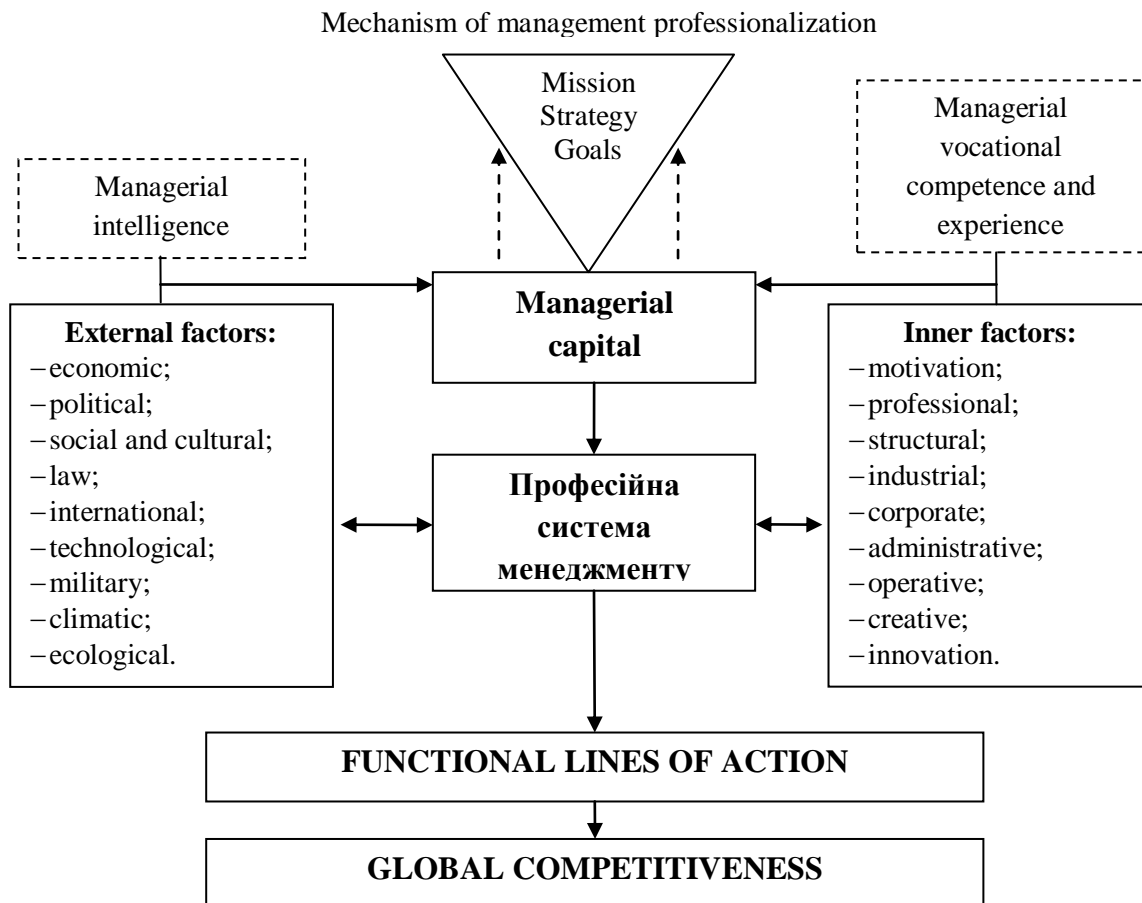 Mechanism of management professionalization
Mission
Strategy
Goals
Managerial
intelligence
Managerial
vocational
competence and
experience
Managerial
capital
External factors:
–economic;
–political;
–social and cultural;
–law;
–international;
–technological;
–military;
–climatic;
–ecological.
Професійна
система
менеджменту
Inner factors:
–motivation;
–professional;
–structural;
–industrial;
–corporate;
–administrative;
–operative;
–creative;
–innovation.
FUNCTIONAL LINES OF ACTION
GLOBAL COMPETITIVENESS